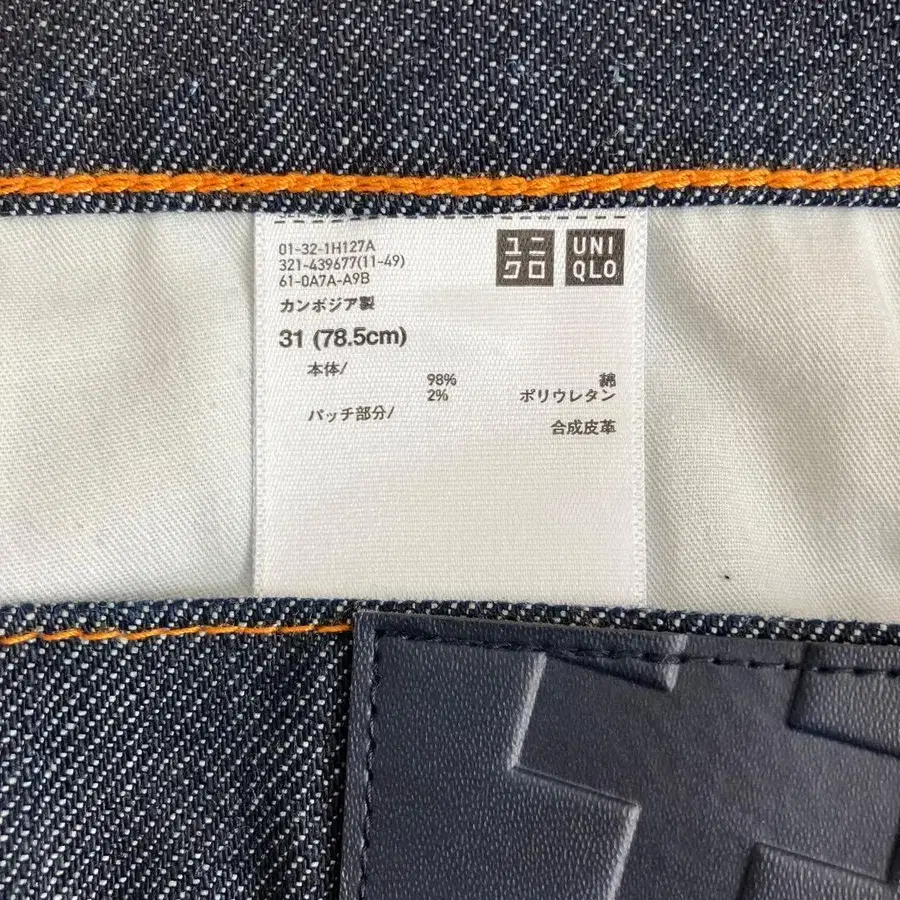 01-32-1H127A
321-439677(11-49)
61-0A7A-A9B
カンボジア製
ユニクロ
UNIQLO
31 (78.5cm)
本体/
98% 綿
2% ポリウレタン
パッチ部分/
合成皮革